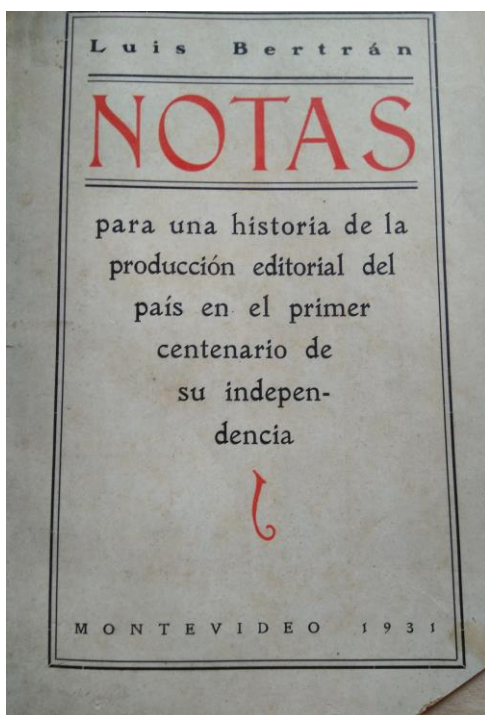 Luis Bertrán
NOTAS
para una historia de la
producción editorial del
país en el primer
centenario de
su indepen-
dencia
MONTEVIDEO 1931